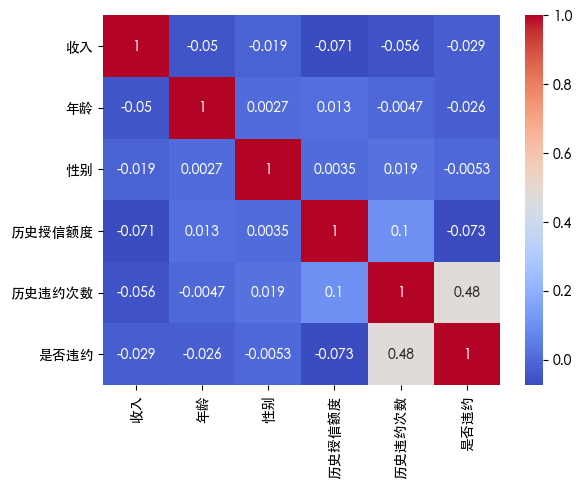 收入 1 -0.05 -0.019 -0.071 -0.056 -0.029
年龄 -0.05 1 0.0027 0.013 -0.0047 -0.026
性别 -0.019 0.0027 1 0.0035 0.019 -0.0053
历史授信额度 -0.071 0.013 0.0035 1 0.1 -0.073
历史违约次数 -0.056 -0.0047 0.019 0.1 1 0.48
是否违约 -0.029 -0.026 -0.0053 -0.073 0.48 1
收入
年龄
性别
历史授信额度
历史违约次数
是否违约
1.0
0.8
0.6
0.4
0.2
0.0